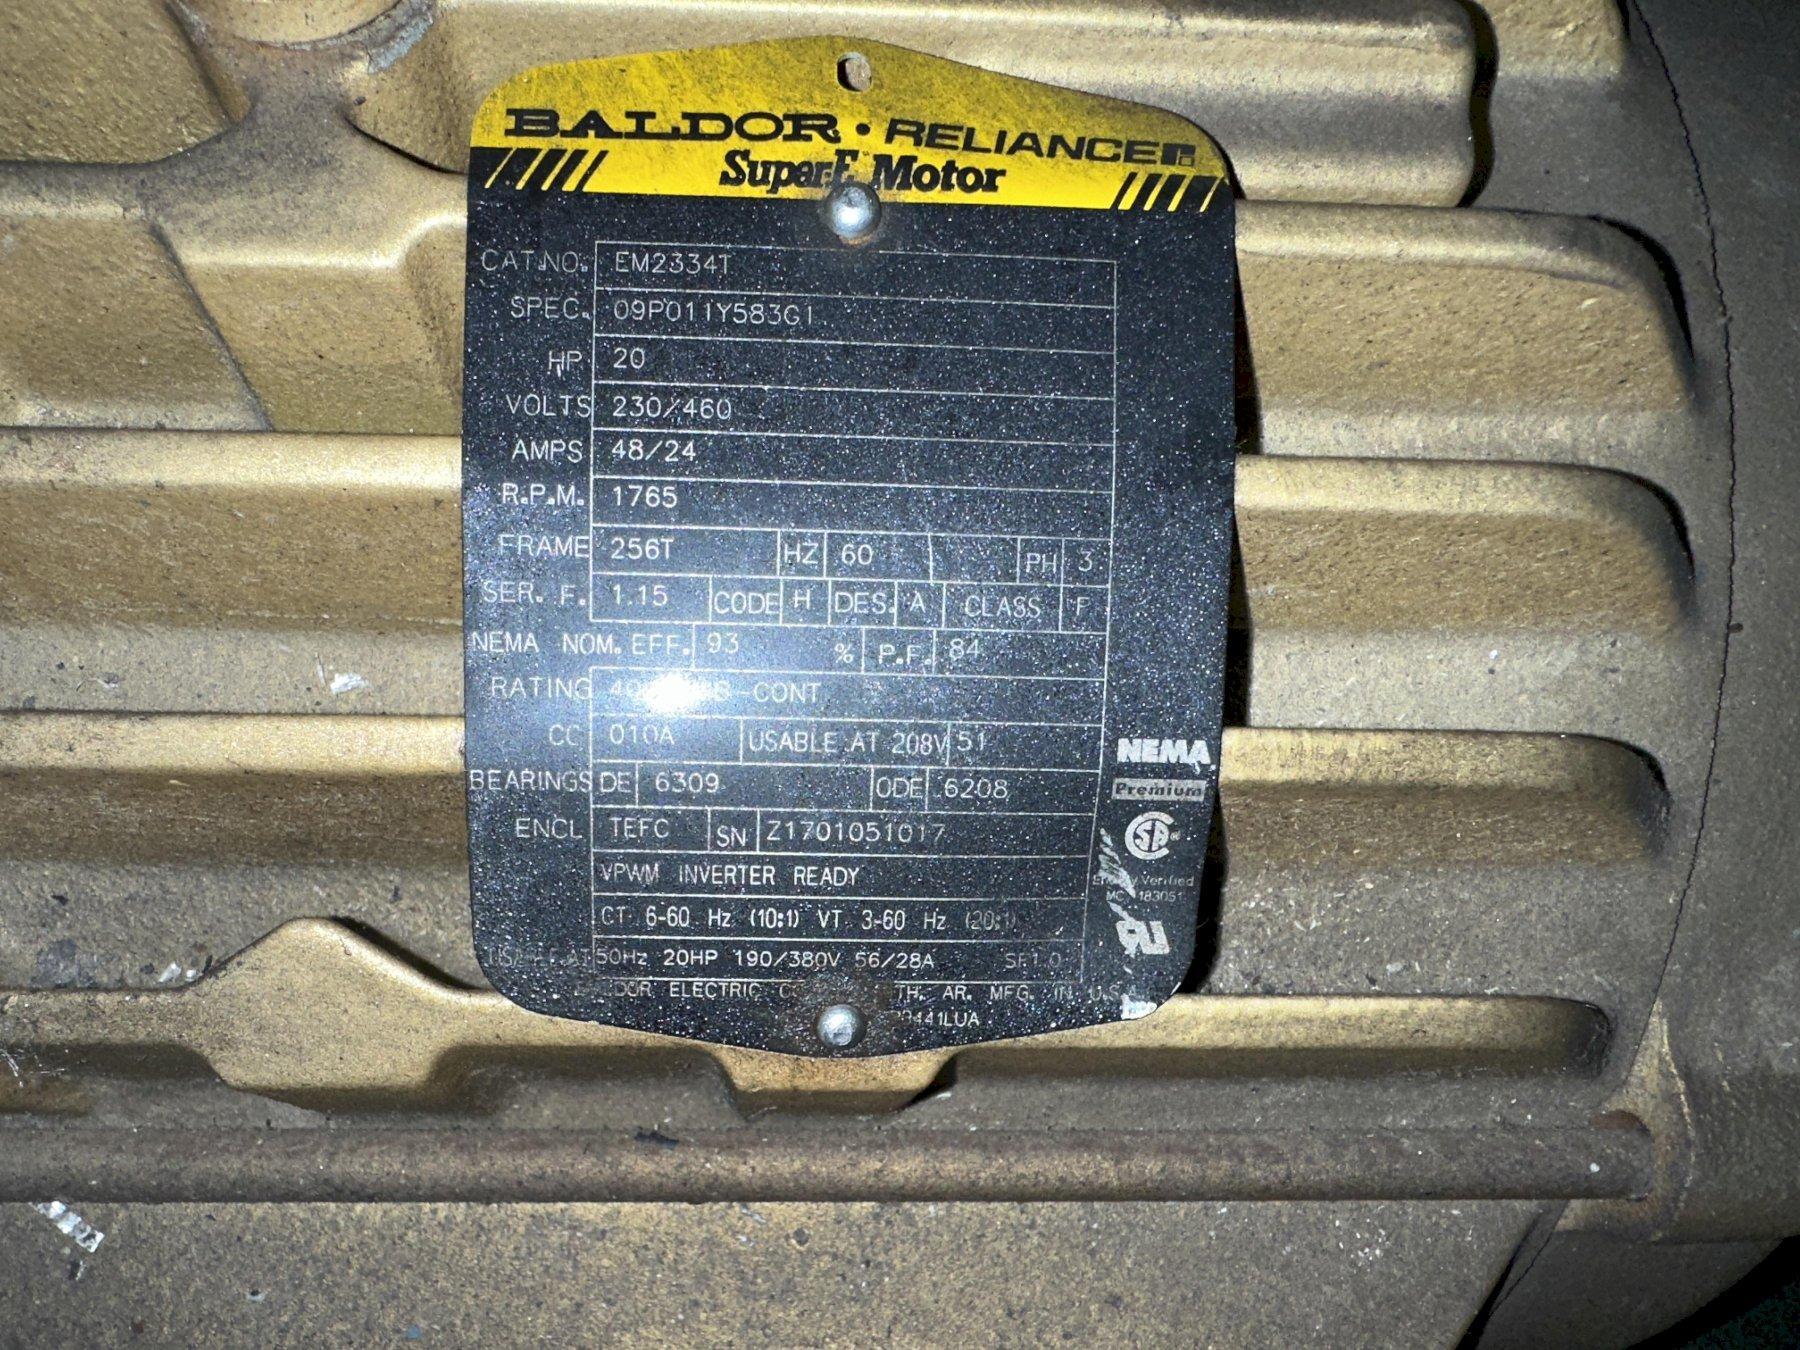 BALDOR • RELIANCE
Super-E Motor
CAT.NO. EM2334T
SPEC. 09P011Y583G1
HP 20
VOLTS 230/460
AMPS 48/24
R.P.M. 1765
FRAME 256T HZ 60 PH 3
SER. F. 1.15 CODE H DES. A CLASS F
NEMA NOM. EFF. 93 % P.F. 84
RATING CONT
CC 010A USABLE AT 208V 51
BEARINGS DE 6309 ODE 6208
ENCL TEFC SN Z1701051017
VPWM INVERTER READY
CT 6-60 Hz (10:1) VT 3-60 Hz (20:1)
50Hz 20HP 190/380V 56/28A SF1.0
ELECTRIC AR. MFG. IN U.S.A.
NEMA
Premium
Verified
183051